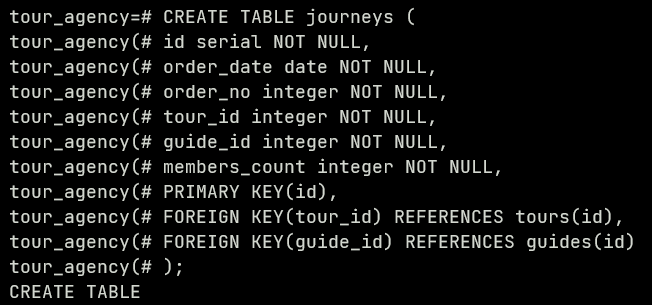 tour_agency=# CREATE TABLE journeys (
tour_agency(# id serial NOT NULL,
tour_agency(# order_date date NOT NULL,
tour_agency(# order_no integer NOT NULL,
tour_agency(# tour_id integer NOT NULL,
tour_agency(# guide_id integer NOT NULL,
tour_agency(# members_count integer NOT NULL,
tour_agency(# PRIMARY KEY(id),
tour_agency(# FOREIGN KEY(tour_id) REFERENCES tours(id),
tour_agency(# FOREIGN KEY(guide_id) REFERENCES guides(id)
tour_agency(# );
CREATE TABLE